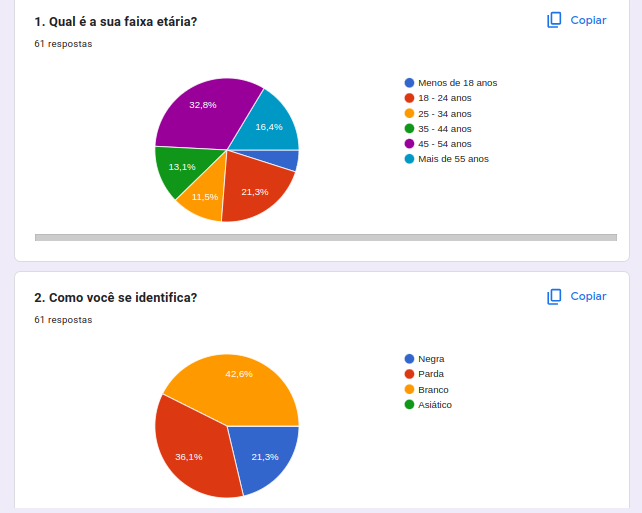 1. Qual é a sua faixa etária?
Copiar
61 respostas
32,8%
16,4%
13,1%
11,5%
21,3%
Menos de 18 anos
18 - 24 anos
25 - 34 anos
35 - 44 anos
45 - 54 anos
Mais de 55 anos
2. Como você se identifica?
Copiar
61 respostas
42,6%
36,1%
21,3%
Negra
Parda
Branco
Asiático